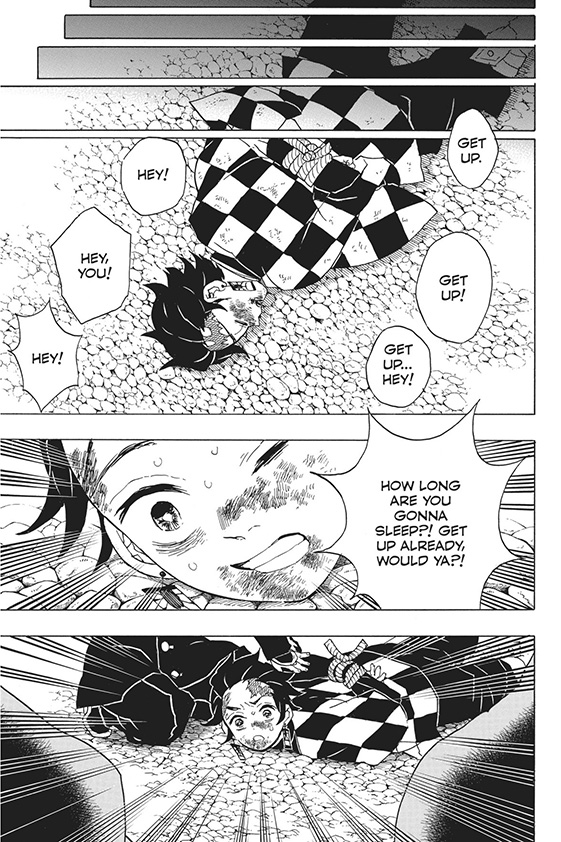 GET
UP.
HEY!
HEY,
YOU!
GET
UP!
HEY!
GET
UP...
HEY!
HOW LONG
ARE YOU
GONNA
SLEEP?! GET
UP ALREADY,
WOULD YA?!